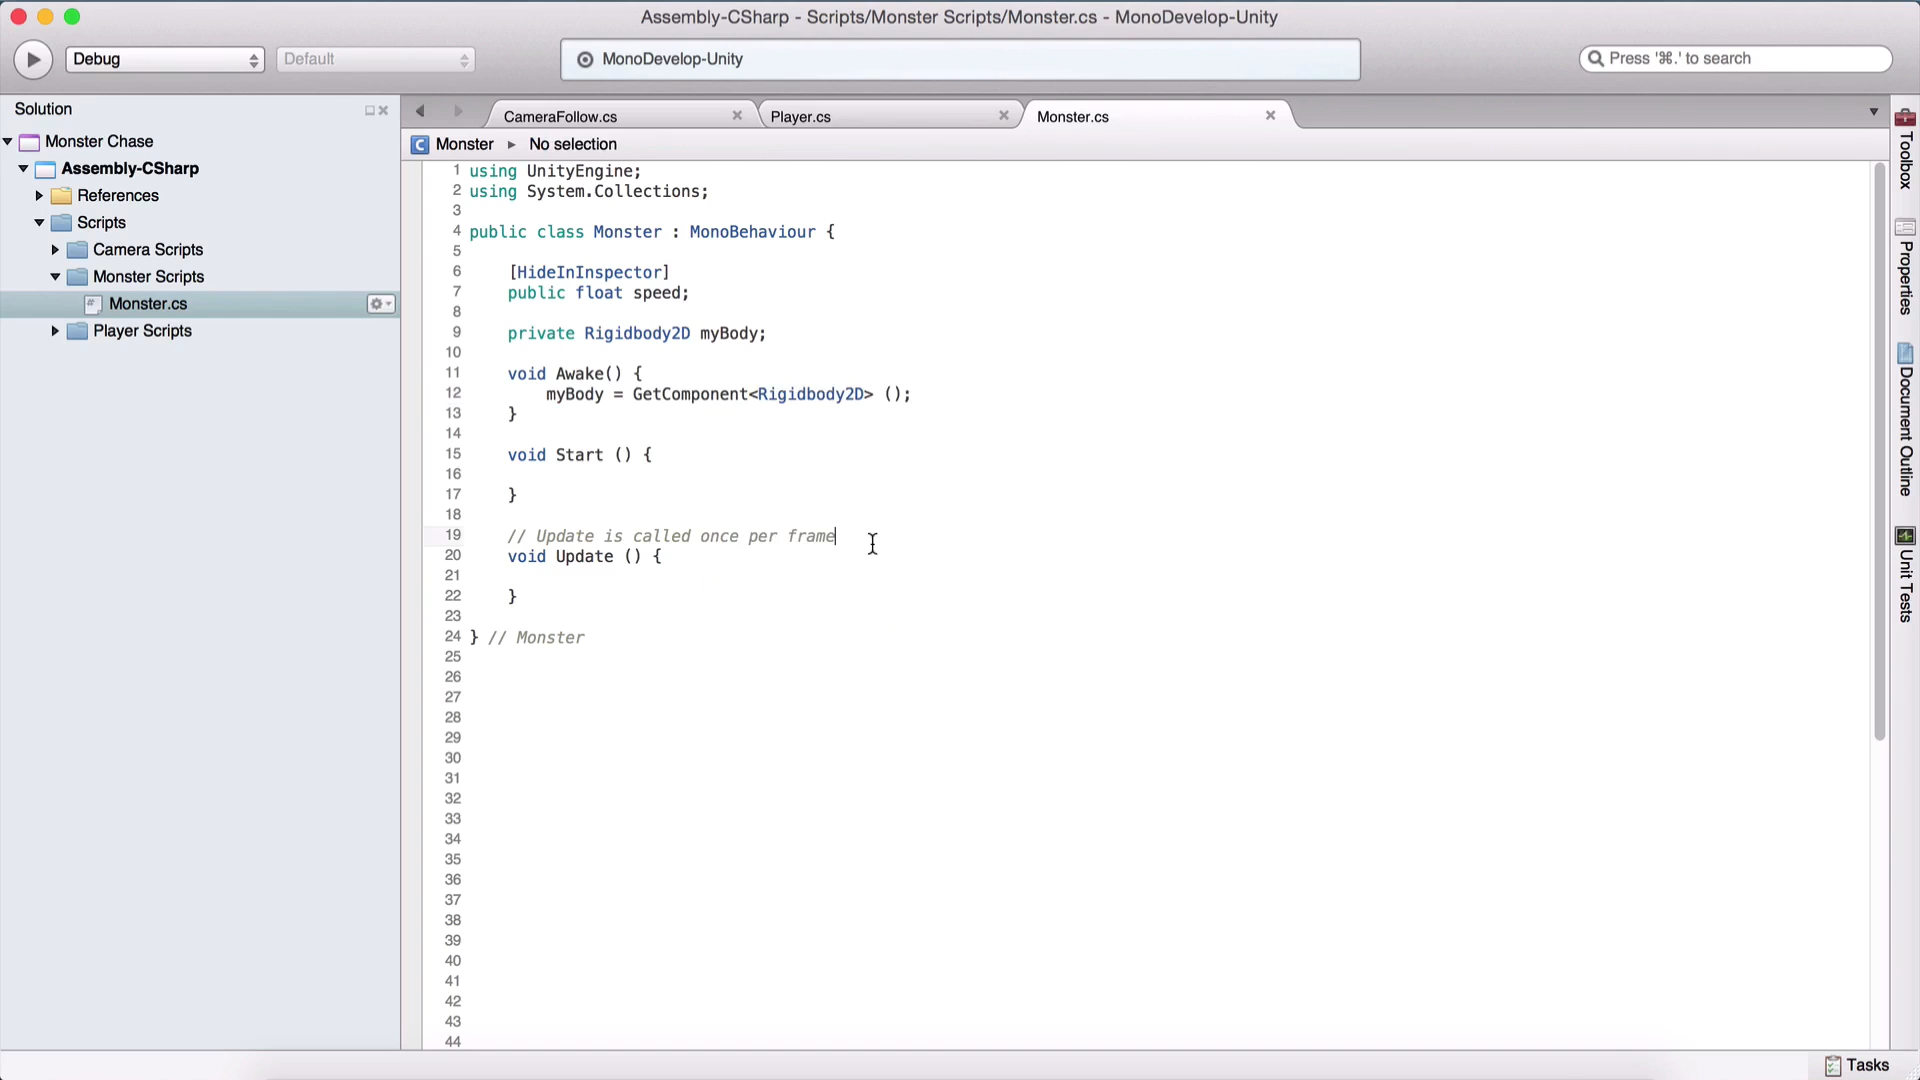 Assembly-CSharp - Scripts/Monster Scripts/Monster.cs - MonoDevelop-Unity
Debug
Default
MonoDevelop-Unity
Press '⌘.' to search
Solution
Monster Chase
Assembly-CSharp
References
Scripts
Camera Scripts
Monster Scripts
Monster.cs
Player Scripts
CameraFollow.cs
Player.cs
Monster.cs
C Monster ▸ No selection
1 using UnityEngine;
2 using System.Collections;
3
4 public class Monster : MonoBehaviour {
5
6 [HideInInspector]
7 public float speed;
8
9 private Rigidbody2D myBody;
10
11 void Awake() {
12 myBody = GetComponent<Rigidbody2D> ();
13 }
14
15 void Start () {
16
17 }
18
19 // Update is called once per frame
20 void Update () {
21
22 }
23
24 } // Monster
25
26
27
28
29
30
31
32
33
34
35
36
37
38
39
40
41
42
43
44
Toolbox
Properties
Document Outline
Unit Tests
Tasks